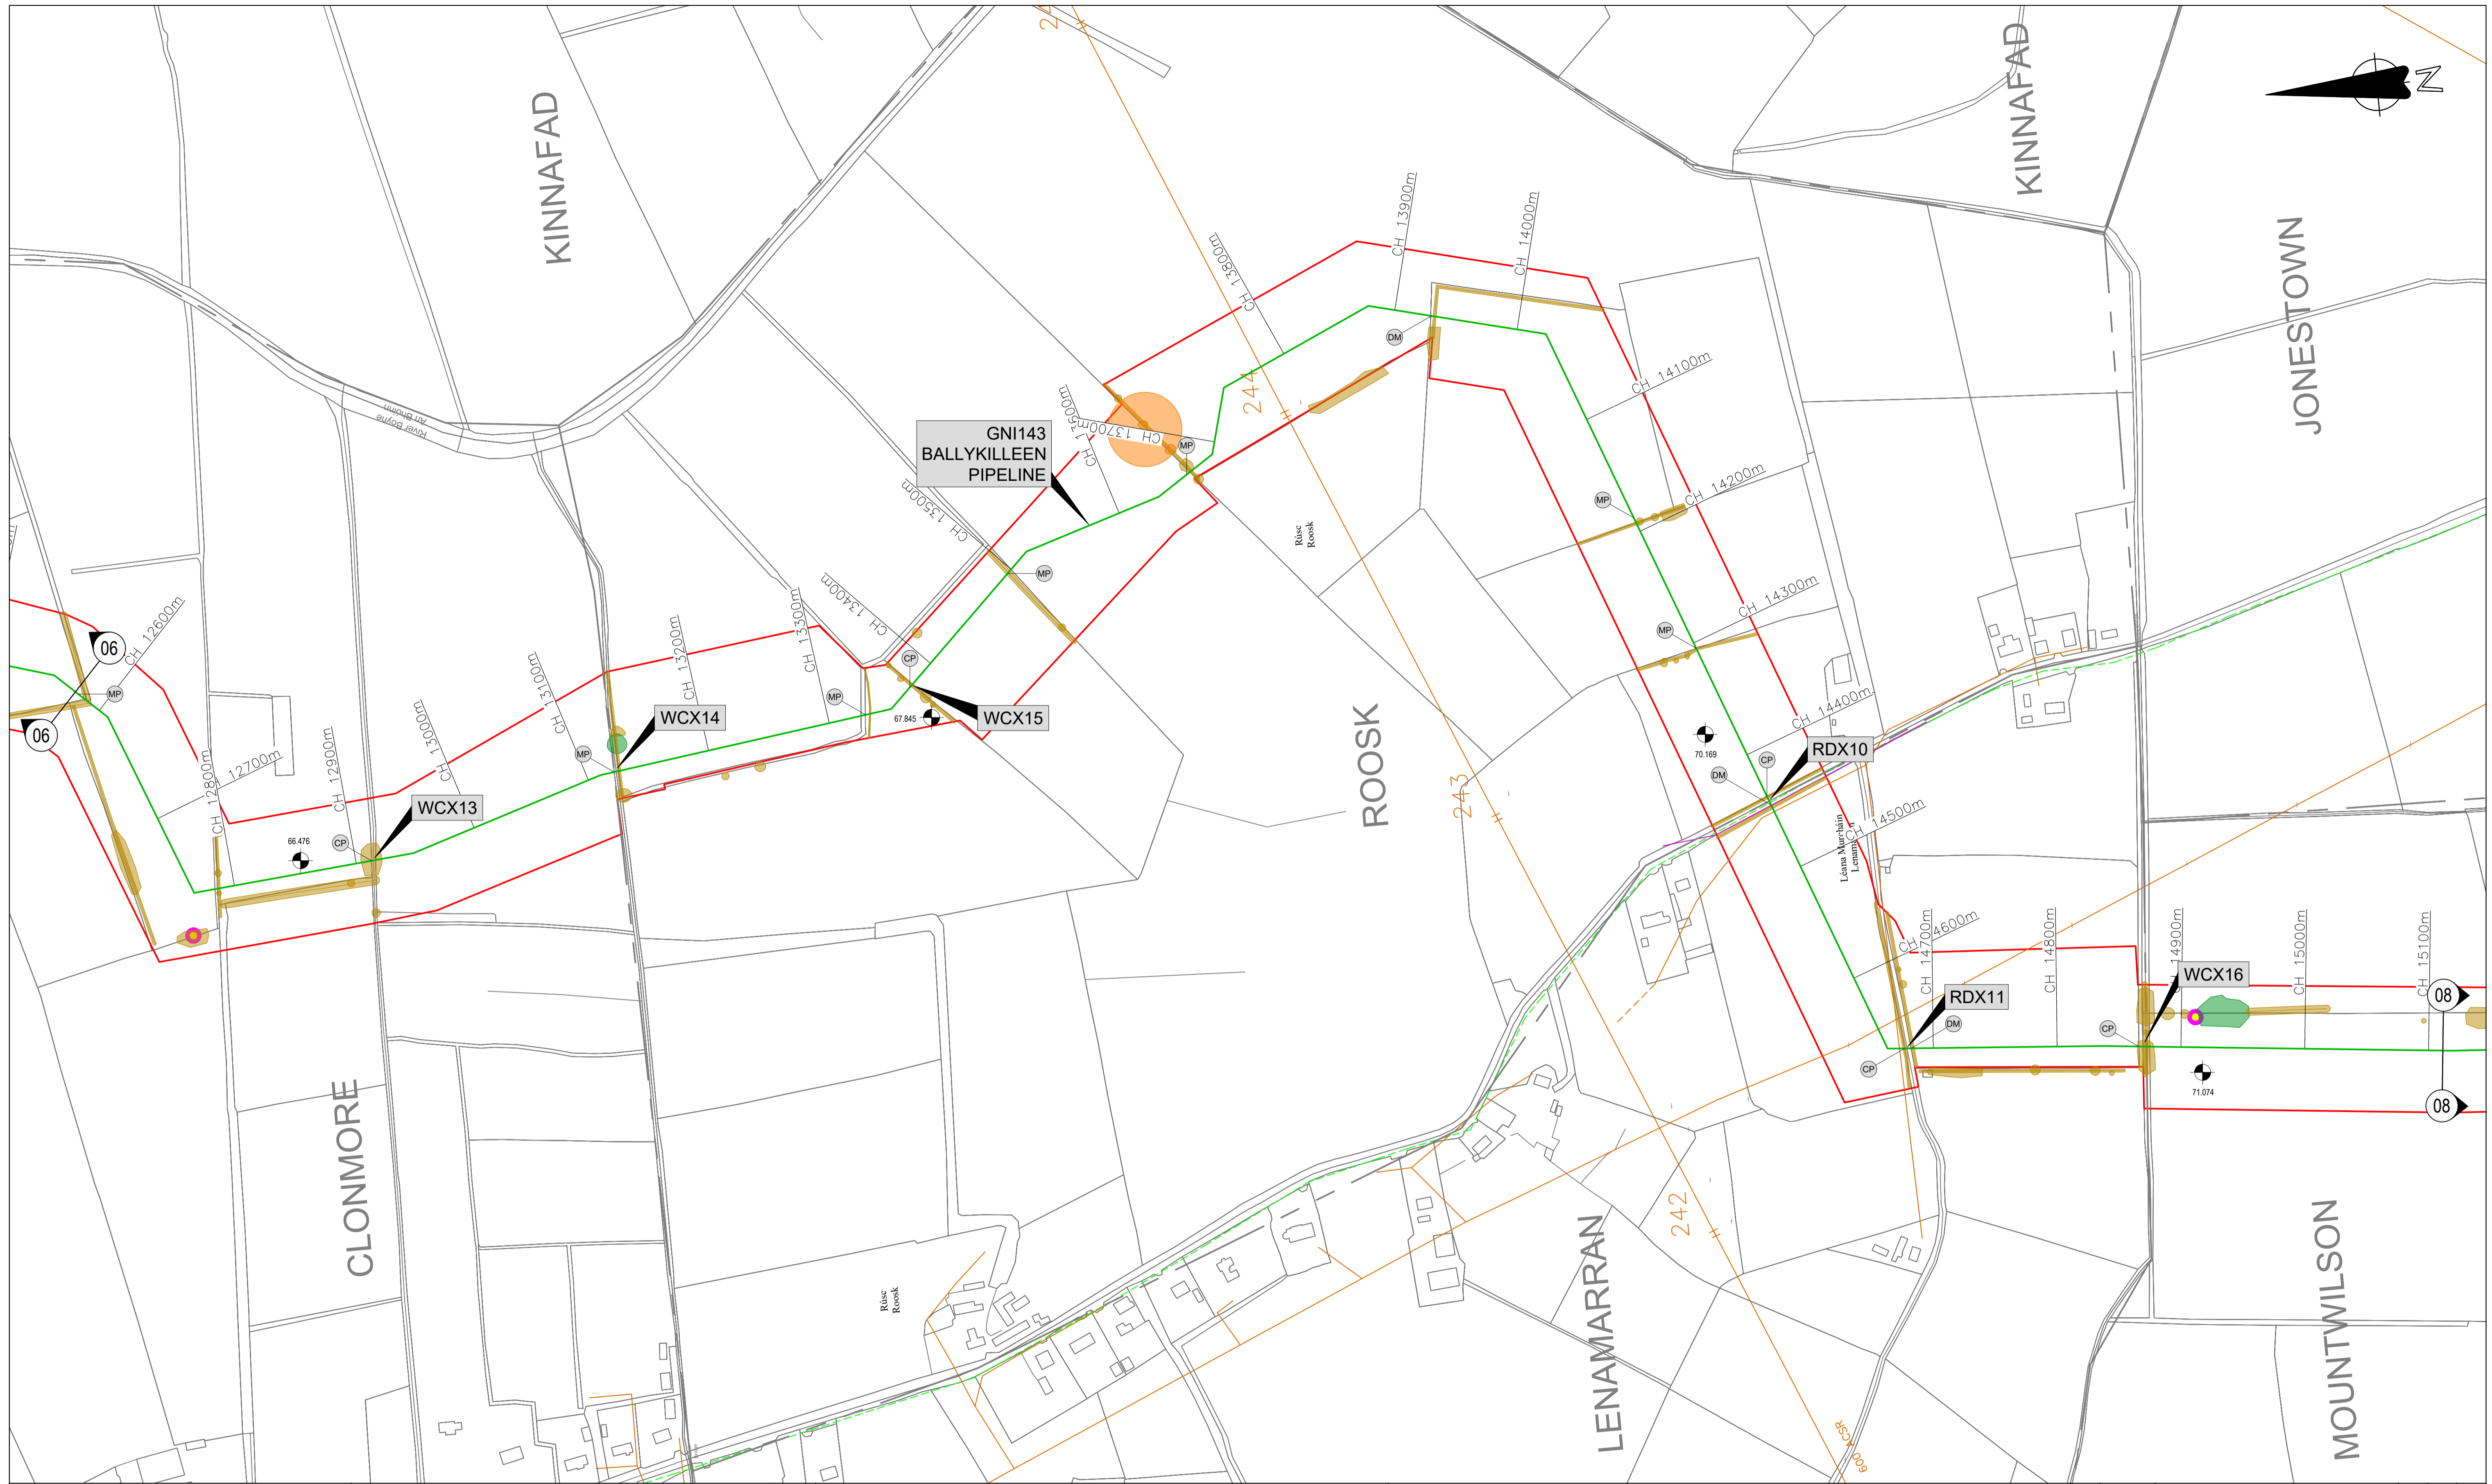 KINNAFAD
KINNAFAD
N
JONESTOWN
An Bhóinn
River Boyne
CH 13900m
CH 14000m
CH 13800m
CH 14100m
CH 14200m
CH 14300m
CH 14400m
CH 14500m
CH 14600m
CH 14700m
CH 14800m
CH 14900m
CH 15000m
CH 15100m
CH 13700m
CH 13600m
CH 13500m
CH 13400m
CH 13300m
CH 13200m
CH 13100m
CH 13000m
CH 12900m
CH 12800m
CH 12700m
CH 12600m
244
243
242
GNI143
BALLYKILLEEN
PIPELINE
DM
MP
MP
MP
MP
Rúsc
Roosk
06
06
MP
MP
MP
CP
CP
WCX13
WCX14
WCX15
66.476
67.845
70.169
71.074
ROOSK
RDX10
CP
DM
Léana Murcháin
RDX11
DM
CP
WCX16
CP
08
08
CLONMORE
Rúsc
Roosk
LENAMARRAN
MOUNTWILSON
600 ACSR